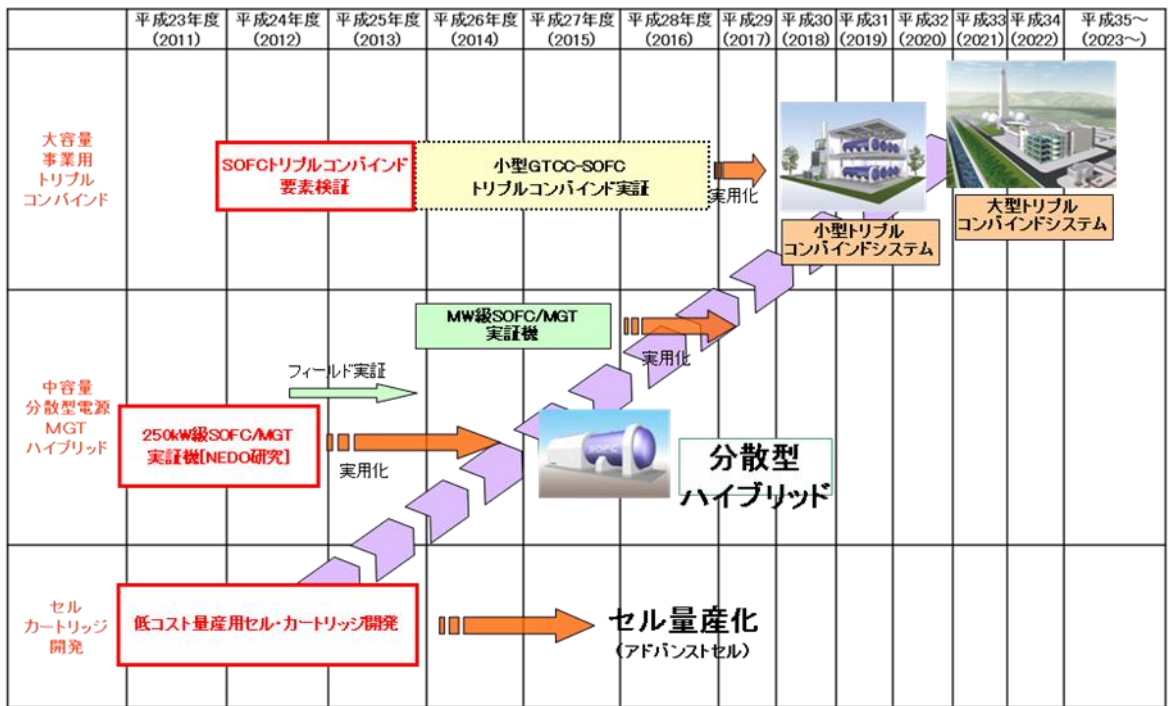 平成23年度 平成24年度 平成25年度 平成26年度 平成27年度 平成28年度 平成29 平成30 平成31 平成32 平成33 平成34 平成35～
(2011) (2012) (2013) (2014) (2015) (2016) (2017) (2018) (2019) (2020) (2021) (2022) (2023～)
大容量
事業用
トリプル
コンバインド
SOFCトリプルコンバインド
要素検証
小型GTCC-SOFC
トリプルコンバインド実証
実用化
小型トリプル
コンバインドシステム
大型トリプル
コンバインドシステム
中容量
分散型電源
MGT
ハイブリッド
MW級SOFC/MGT
実証機
実用化
フィールド実証
250kW級SOFC/MGT
実証機[NEDO研究]
実用化
SOFC
分散型
ハイブリッド
セル
カートリッジ
開発
低コスト量産用セル・カートリッジ開発
セル量産化
(アドバンストセル)